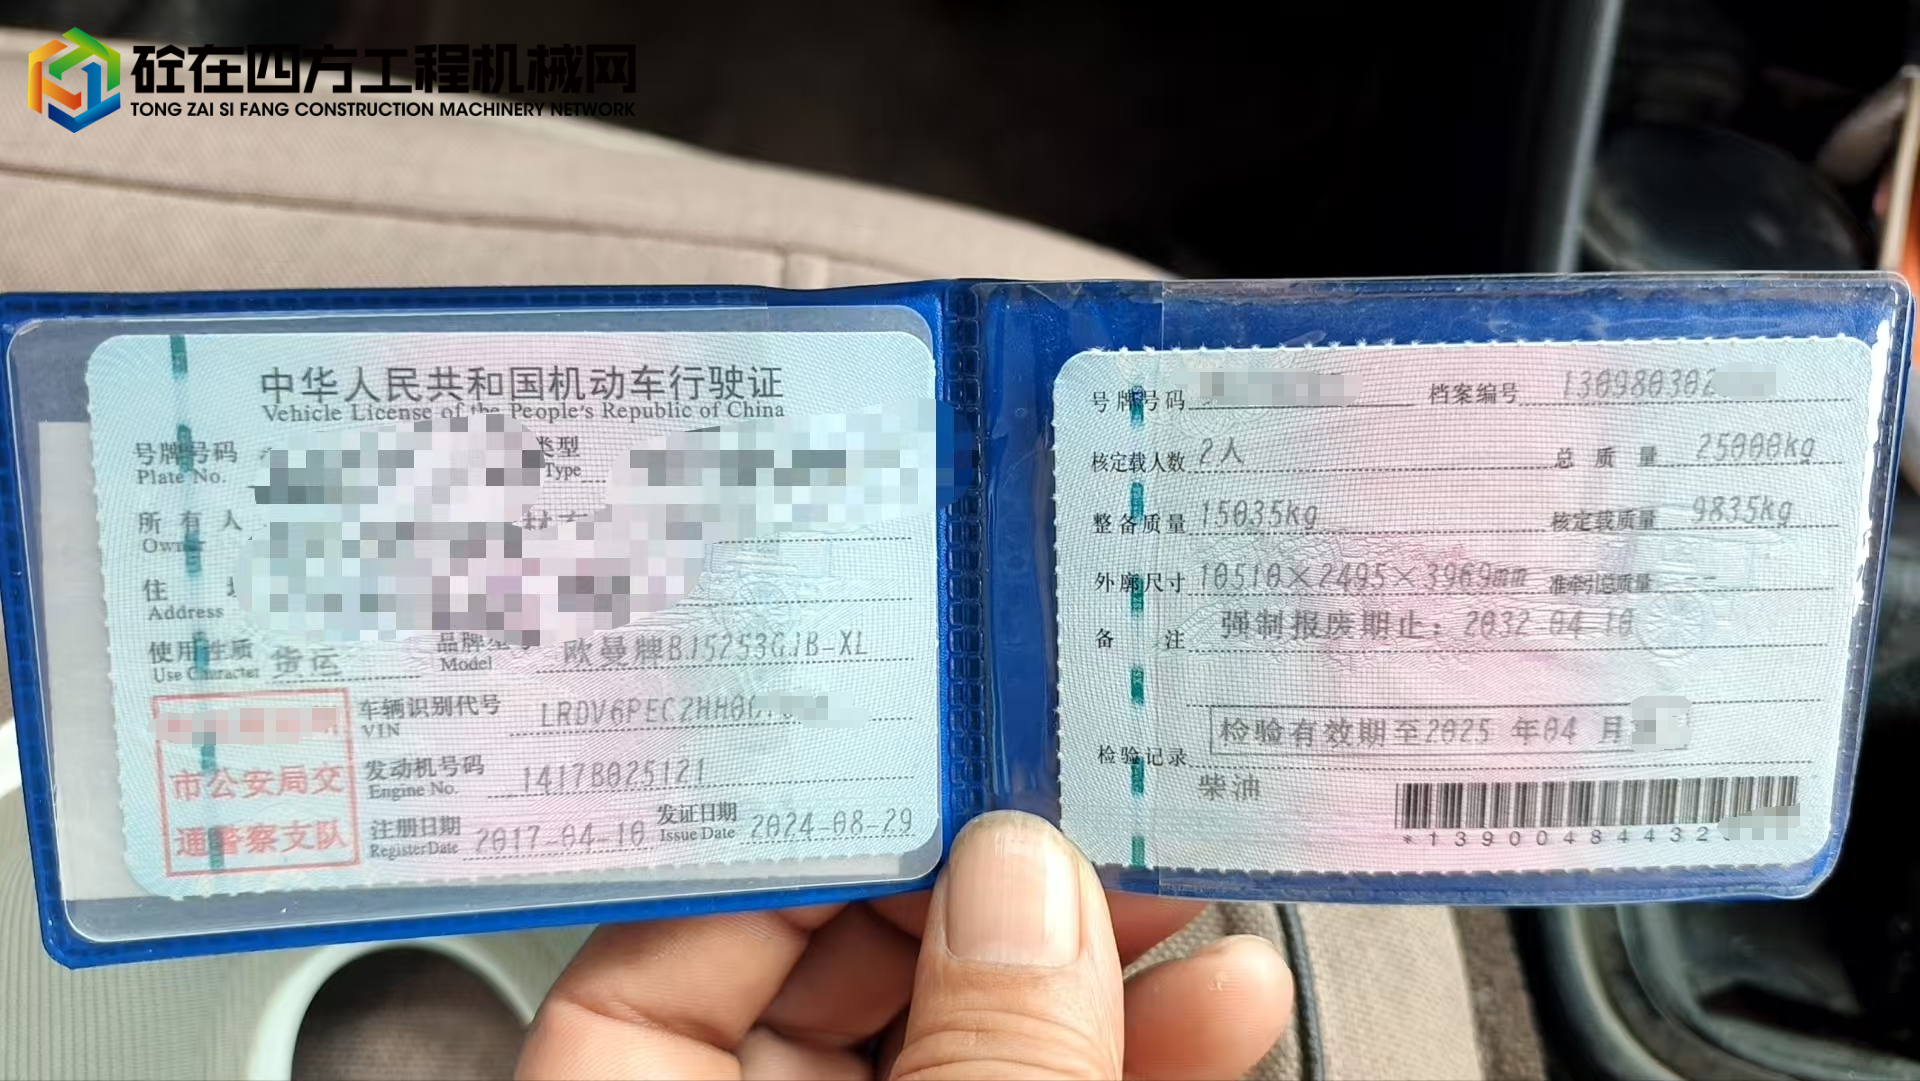 砼在四方工程机械网
TONG ZAI SI FANG CONSTRUCTION MACHINERY NETWORK
中华人民共和国机动车行驶证
Vehicle License of the People's Republic of China
号牌号码 类型
Plate No. Type
所有人
Owner
住
Address
使用性质 货运 品牌型 欧曼牌BJ5253GJB-XL
Use Character Model
车辆识别代号 LRDV6PEC2HH0
VIN
发动机号码 1417B025121
Engine No.
注册日期 2017-04-10 发证日期 2024-08-29
Register Date Issue Date
市公安局交
通警察支队
号牌号码 档案编号 130980302
核定载人数 2人 总质量 25000kg
整备质量 15035kg 核定载质量 9835kg
外廓尺寸 10510×2495×3969mm 准牵引总质量 --
备注 强制报废期止: 2032-04-10
检验有效期至2025年04月
检验记录
柴油
*13900484432